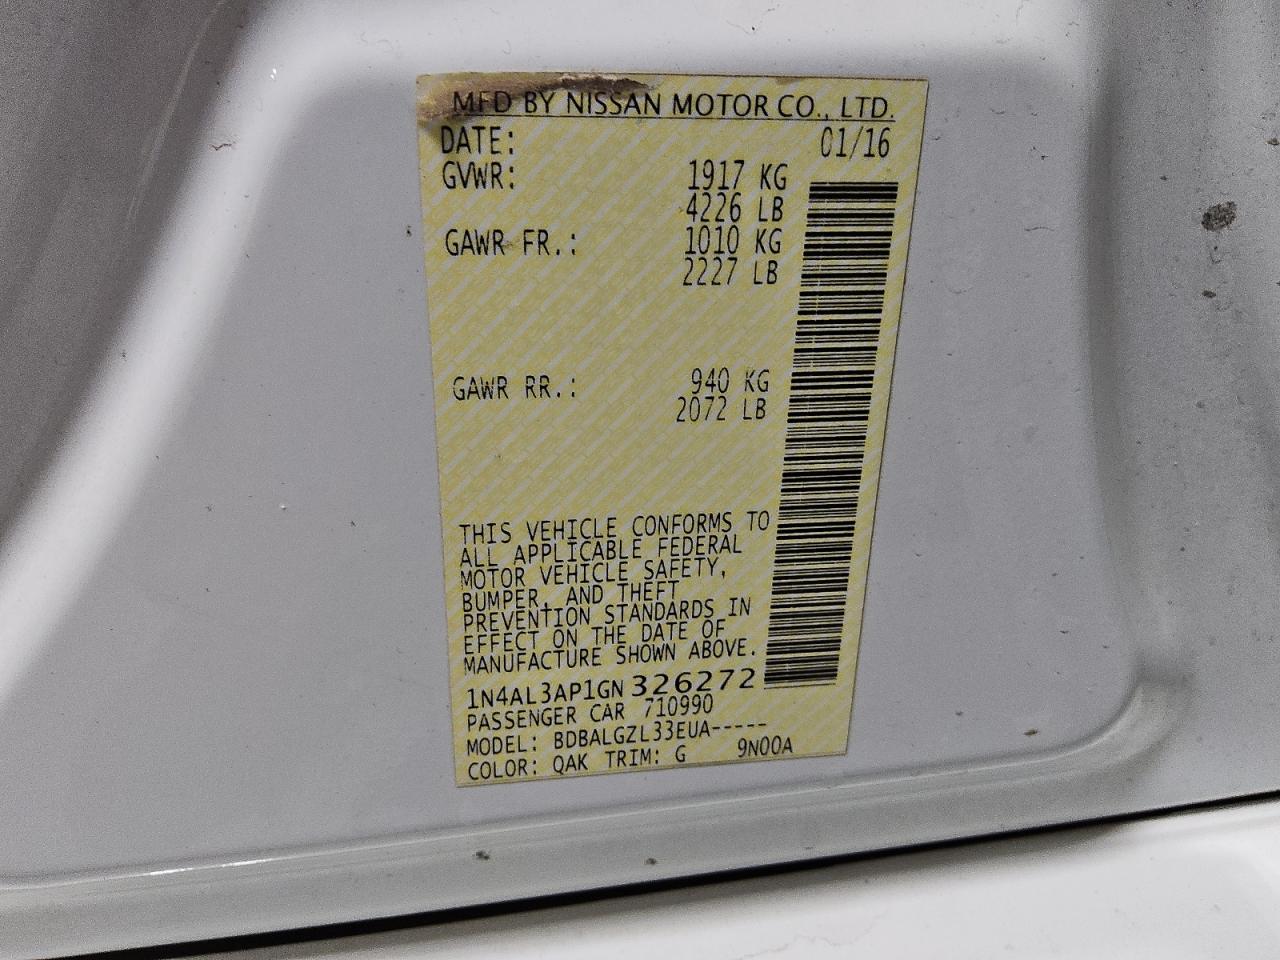 MFD BY NISSAN MOTOR CO., LTD.
DATE: 01/16
GVWR: 1917 KG
4226 LB
GAWR FR.: 1010 KG
2227 LB
GAWR RR.: 940 KG
2072 LB
THIS VEHICLE CONFORMS TO
ALL APPLICABLE FEDERAL
MOTOR VEHICLE SAFETY,
BUMPER, AND THEFT
PREVENTION STANDARDS IN
EFFECT ON THE DATE OF
MANUFACTURE SHOWN ABOVE.
1N4AL3AP1GN326272
PASSENGER CAR 710990
MODEL: BDBALGZL33EUA-----
COLOR: QAK TRIM: G 9N00A